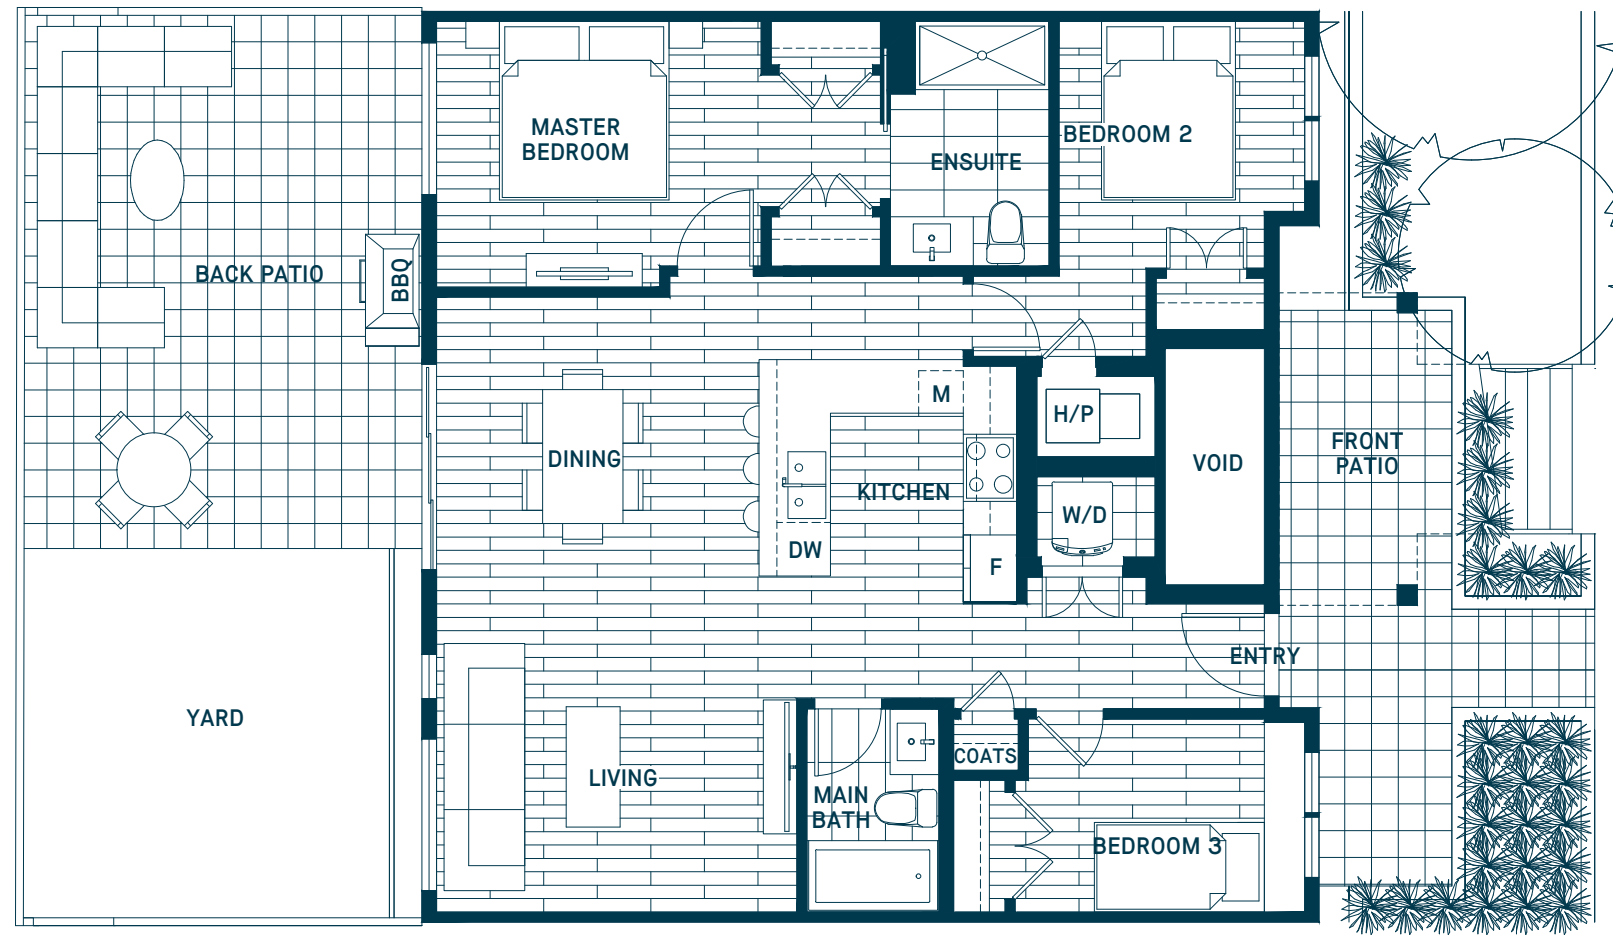 MASTER
BEDROOM
ENSUITE
BEDROOM 2
BACK PATIO
BBQ
M
H/P
DINING
KITCHEN
VOID
FRONT
PATIO
W/D
DW
F
ENTRY
YARD
LIVING
COATS
MAIN
BATH
BEDROOM 3